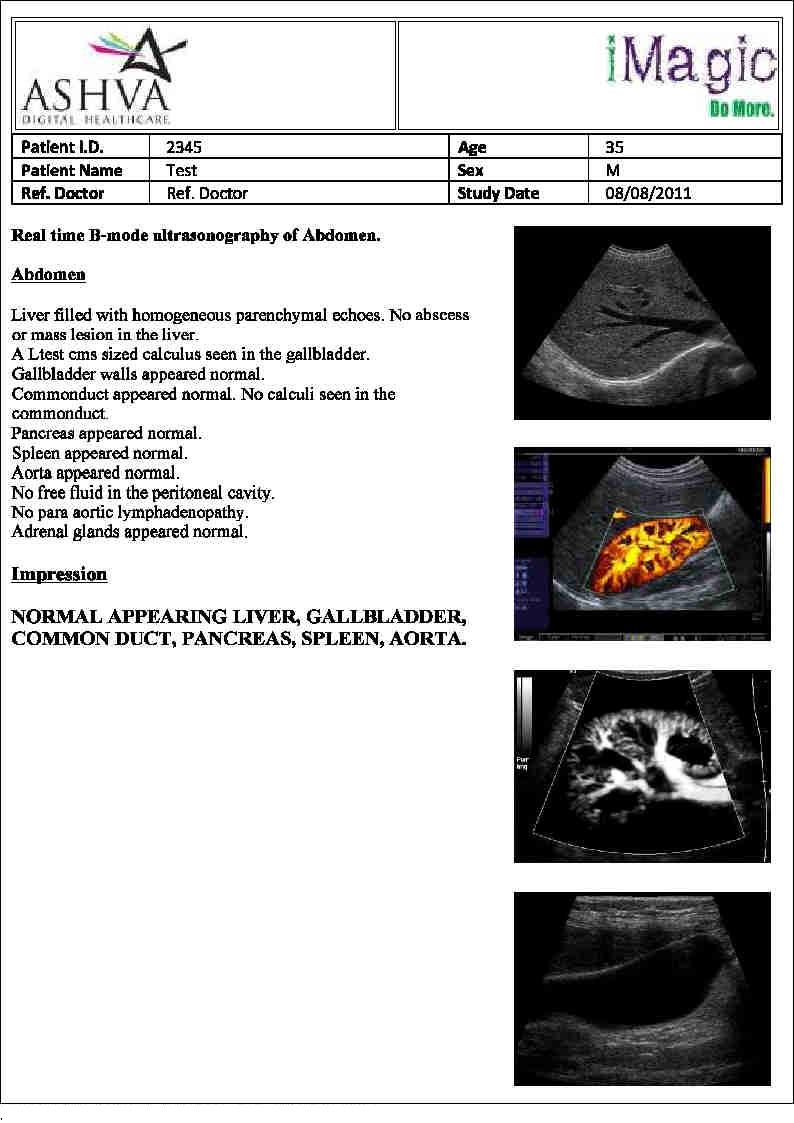 ASHVA
DIGITAL HEALTHCARE
iMagic
Do More.
Patient I.D. 2345 Age 35
Patient Name Test Sex M
Ref. Doctor Ref. Doctor Study Date 08/08/2011
Real time B-mode ultrasonography of Abdomen.
Abdomen
Liver filled with homogeneous parenchymal echoes. No abscess
or mass lesion in the liver.
A Ltest cms sized calculus seen in the gallbladder.
Gallbladder walls appeared normal.
Commonduct appeared normal. No calculi seen in the
commonduct.
Pancreas appeared normal.
Spleen appeared normal.
Aorta appeared normal.
No free fluid in the peritoneal cavity.
No para aortic lymphadenopathy.
Adrenal glands appeared normal.
Impression
NORMAL APPEARING LIVER, GALLBLADDER,
COMMON DUCT, PANCREAS, SPLEEN, AORTA.